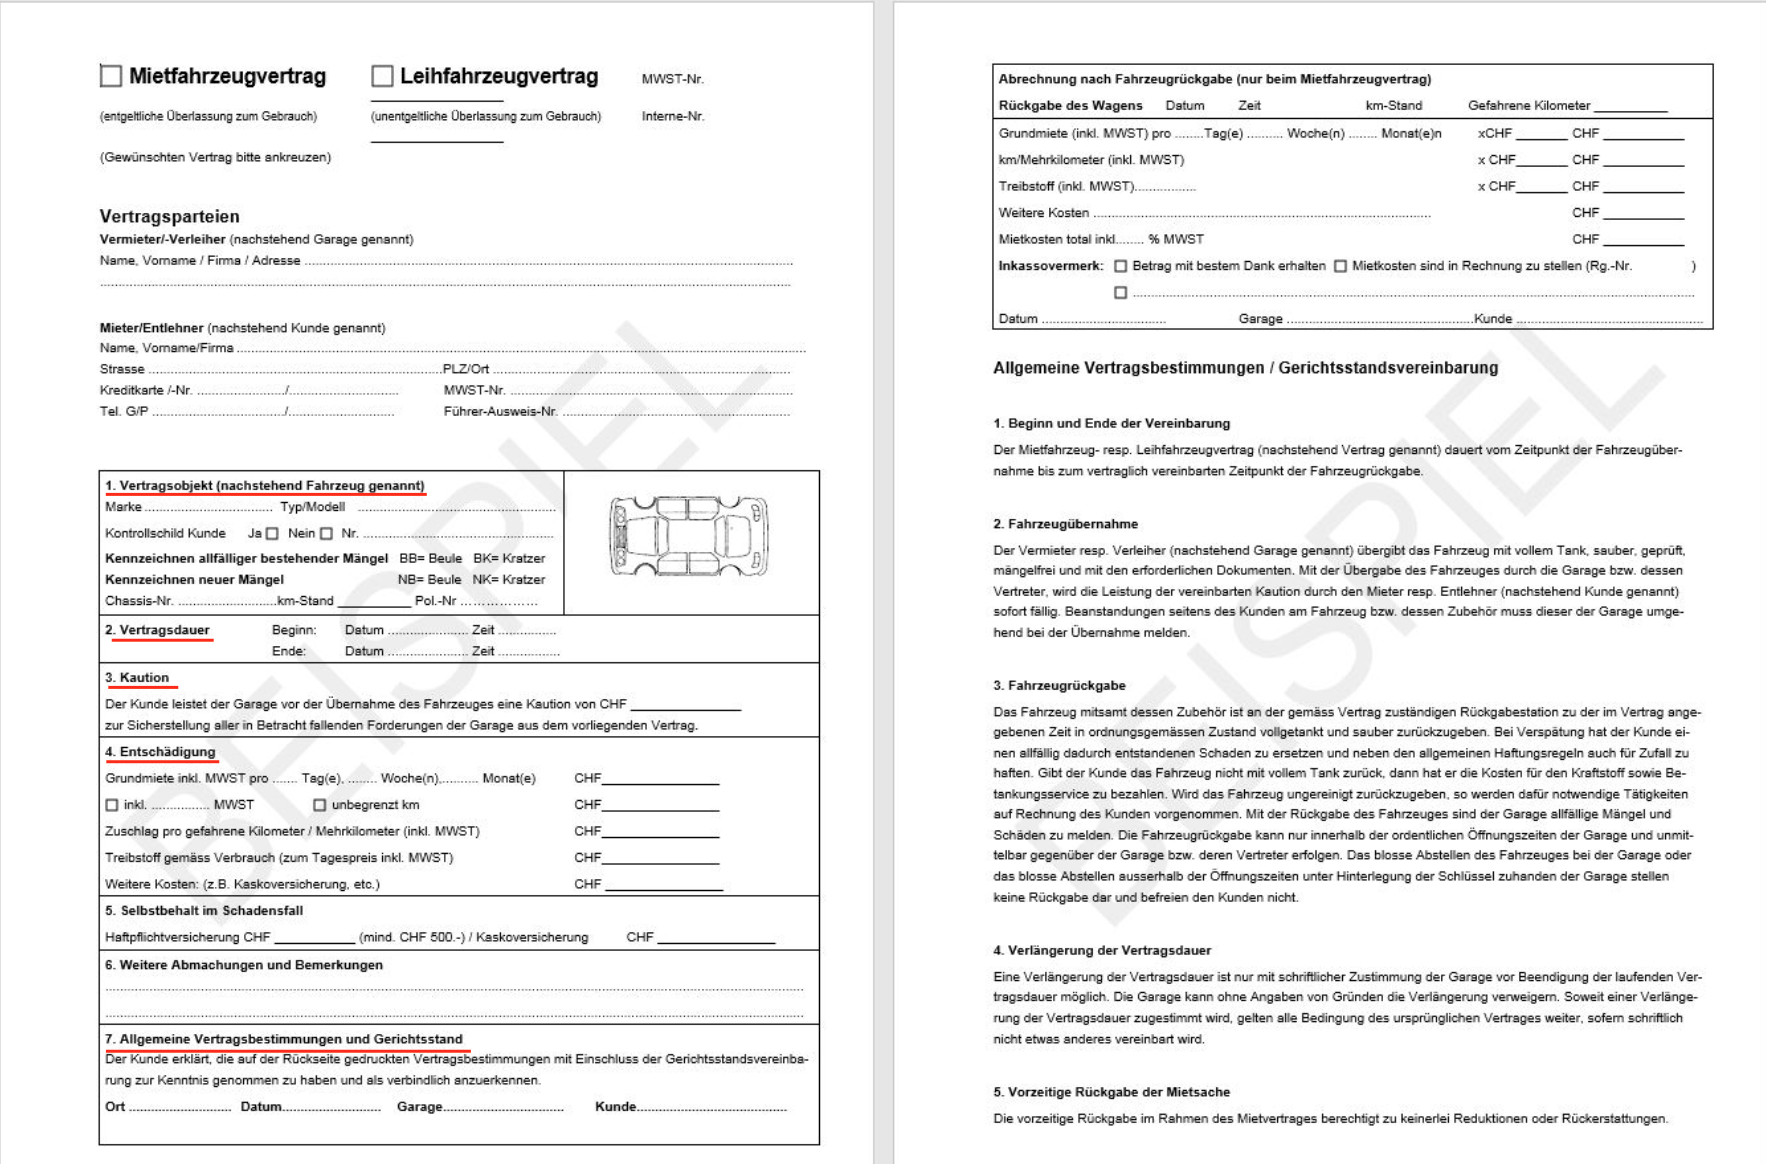 Mietfahrzeugvertrag Leihfahrzeugvertrag MWST-Nr.
(entgeltliche Überlassung zum Gebrauch) (unentgeltliche Überlassung zum Gebrauch) Interne-Nr.
(Gewünschten Vertrag bitte ankreuzen)
Vertragsparteien
Vermieter/-Verleiher (nachstehend Garage genannt)
Name, Vorname / Firma / Adresse
Mieter/Entlehner (nachstehend Kunde genannt)
Name, Vorname/Firma
Strasse PLZ/Ort
Kreditkarte /-Nr. / MWST-Nr.
Tel. G/P / Führer-Ausweis-Nr.
1. Vertragsobjekt (nachstehend Fahrzeug genannt)
Marke Typ/Modell
Kontrollschild Kunde Ja Nein Nr.
Kennzeichnen allfälliger bestehender Mängel BB= Beule BK= Kratzer
Kennzeichnen neuer Mängel NB= Beule NK= Kratzer
Chassis-Nr. km-Stand Pol.-Nr
2. Vertragsdauer Beginn: Datum Zeit
Ende: Datum Zeit
3. Kaution
Der Kunde leistet der Garage vor der Übernahme des Fahrzeuges eine Kaution von CHF
zur Sicherstellung aller in Betracht fallenden Forderungen der Garage aus dem vorliegenden Vertrag.
4. Entschädigung
Grundmiete inkl. MWST pro ....... Tag(e), ........ Woche(n),.......... Monat(e) CHF
inkl. ............... MWST unbegrenzt km CHF
Zuschlag pro gefahrene Kilometer / Mehrkilometer (inkl. MWST) CHF
Treibstoff gemäss Verbrauch (zum Tagespreis inkl. MWST) CHF
Weitere Kosten: (z.B. Kaskoversicherung, etc.) CHF
5. Selbstbehalt im Schadensfall
Haftpflichtversicherung CHF (mind. CHF 500.-) / Kaskoversicherung CHF
6. Weitere Abmachungen und Bemerkungen
7. Allgemeine Vertragsbestimmungen und Gerichtsstand
Der Kunde erklärt, die auf der Rückseite gedruckten Vertragsbestimmungen mit Einschluss der Gerichtsstandsvereinba-
rung zur Kenntnis genommen zu haben und als verbindlich anzuerkennen.
Ort Datum Garage Kunde
BEISPIEL
Abrechnung nach Fahrzeugrückgabe (nur beim Mietfahrzeugvertrag)
Rückgabe des Wagens Datum Zeit km-Stand Gefahrene Kilometer
Grundmiete (inkl. MWST) pro ........Tag(e) .......... Woche(n) ........ Monat(e)n xCHF CHF
km/Mehrkilometer (inkl. MWST) x CHF CHF
Treibstoff (inkl. MWST) x CHF CHF
Weitere Kosten CHF
Mietkosten total inkl........ % MWST CHF
Inkassovermerk: Betrag mit bestem Dank erhalten Mietkosten sind in Rechnung zu stellen (Rg.-Nr. )
Datum Garage Kunde
Allgemeine Vertragsbestimmungen / Gerichtsstandsvereinbarung
1. Beginn und Ende der Vereinbarung
Der Mietfahrzeug- resp. Leihfahrzeugvertrag (nachstehend Vertrag genannt) dauert vom Zeitpunkt der Fahrzeugüber-
nahme bis zum vertraglich vereinbarten Zeitpunkt der Fahrzeugrückgabe.
2. Fahrzeugübernahme
Der Vermieter resp. Verleiher (nachstehend Garage genannt) übergibt das Fahrzeug mit vollem Tank, sauber, geprüft,
mängelfrei und mit den erforderlichen Dokumenten. Mit der Übergabe des Fahrzeuges durch die Garage bzw. dessen
Vertreter, wird die Leistung der vereinbarten Kaution durch den Mieter resp. Entlehner (nachstehend Kunde genannt)
sofort fällig. Beanstandungen seitens des Kunden am Fahrzeug bzw. dessen Zubehör muss dieser der Garage umge-
hend bei der Übernahme melden.
3. Fahrzeugrückgabe
Das Fahrzeug mitsamt dessen Zubehör ist an der gemäss Vertrag zuständigen Rückgabestation zu der im Vertrag ange-
gebenen Zeit in ordnungsgemässen Zustand vollgetankt und sauber zurückzugeben. Bei Verspätung hat der Kunde ei-
nen allfällig dadurch entstandenen Schaden zu ersetzen und neben den allgemeinen Haftungsregeln auch für Zufall zu
haften. Gibt der Kunde das Fahrzeug nicht mit vollem Tank zurück, dann hat er die Kosten für den Kraftstoff sowie Be-
tankungsservice zu bezahlen. Wird das Fahrzeug ungereinigt zurückzugeben, so werden dafür notwendige Tätigkeiten
auf Rechnung des Kunden vorgenommen. Mit der Rückgabe des Fahrzeuges sind der Garage allfällige Mängel und
Schäden zu melden. Die Fahrzeugrückgabe kann nur innerhalb der ordentlichen Öffnungszeiten der Garage und unmit-
telbar gegenüber der Garage bzw. deren Vertreter erfolgen. Das blosse Abstellen des Fahrzeuges bei der Garage oder
das blosse Abstellen ausserhalb der Öffnungszeiten unter Hinterlegung der Schlüssel zuhanden der Garage stellen
keine Rückgabe dar und befreien den Kunden nicht.
4. Verlängerung der Vertragsdauer
Eine Verlängerung der Vertragsdauer ist nur mit schriftlicher Zustimmung der Garage vor Beendigung der laufenden Ver-
tragsdauer möglich. Die Garage kann ohne Angaben von Gründen die Verlängerung verweigern. Soweit einer Verlänge-
rung der Vertragsdauer zugestimmt wird, gelten alle Bedingung des ursprünglichen Vertrages weiter, sofern schriftlich
nicht etwas anderes vereinbart wird.
5. Vorzeitige Rückgabe der Mietsache
Die vorzeitige Rückgabe im Rahmen des Mietvertrages berechtigt zu keinerlei Reduktionen oder Rückerstattungen.
BEISPIEL